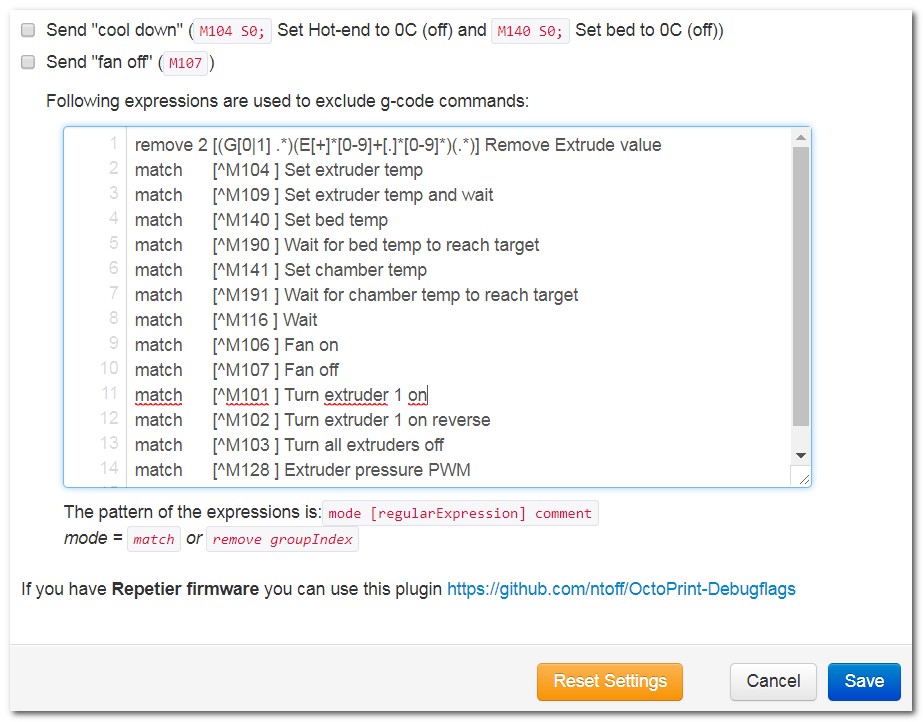 Send "cool down" ( M104 S0; Set Hot-end to 0C (off) and M140 S0; Set bed to 0C (off))
Send "fan off" ( M107 )
Following expressions are used to exclude g-code commands:
1 remove 2 [(G[0|1] .*)(E[+]*[0-9]+[.]*[0-9]*)(.*)] Remove Extrude value
2 match [^M104 ] Set extruder temp
3 match [^M109 ] Set extruder temp and wait
4 match [^M140 ] Set bed temp
5 match [^M190 ] Wait for bed temp to reach target
6 match [^M141 ] Set chamber temp
7 match [^M191 ] Wait for chamber temp to reach target
8 match [^M116 ] Wait
9 match [^M106 ] Fan on
10 match [^M107 ] Fan off
11 match [^M101 ] Turn extruder 1 on
12 match [^M102 ] Turn extruder 1 on reverse
13 match [^M103 ] Turn all extruders off
14 match [^M128 ] Extruder pressure PWM
The pattern of the expressions is: mode [regularExpression] comment
mode = match or remove groupIndex
If you have Repetier firmware you can use this plugin https://github.com/ntoff/OctoPrint-Debugflags
Reset Settings Cancel Save